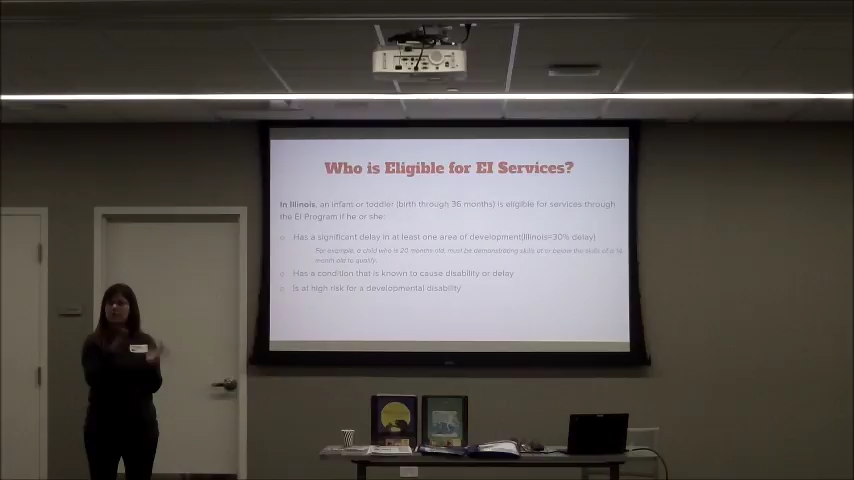 Who is Eligible for EI Services?
In Illinois, an infant or toddler (birth through 36 months) is eligible for services through
the EI Program if he or she:
Has a significant delay in at least one area of development(Illinois=30% delay)
For example, a child who is 20 months old, must be demonstrating skills at or below the skills of a 14
month old to qualify.
Has a condition that is known to cause disability or delay
Is at high risk for a developmental disability